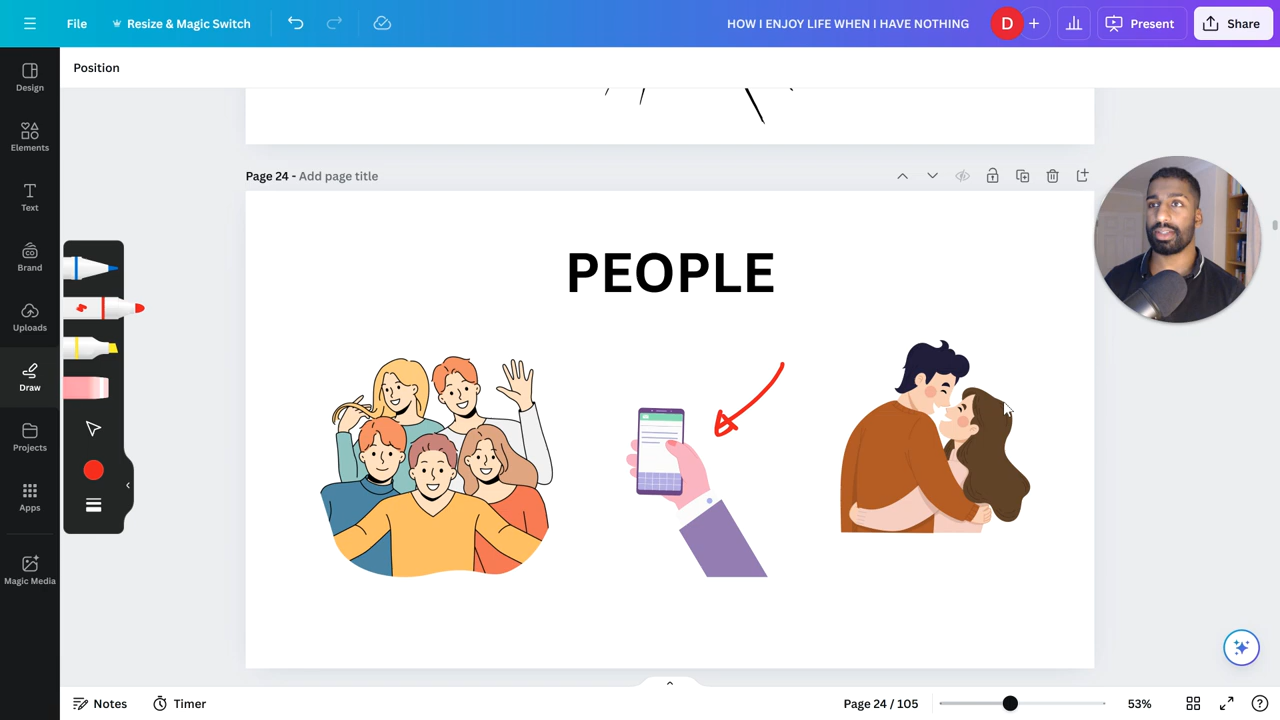 File
Resize & Magic Switch
HOW I ENJOY LIFE WHEN I HAVE NOTHING
D
Present
Share
Position
Design
Elements
Text
Brand
Uploads
Draw
Projects
Apps
Magic Media
Page 24 - Add page title
PEOPLE
Notes
Timer
Page 24 / 105
53%